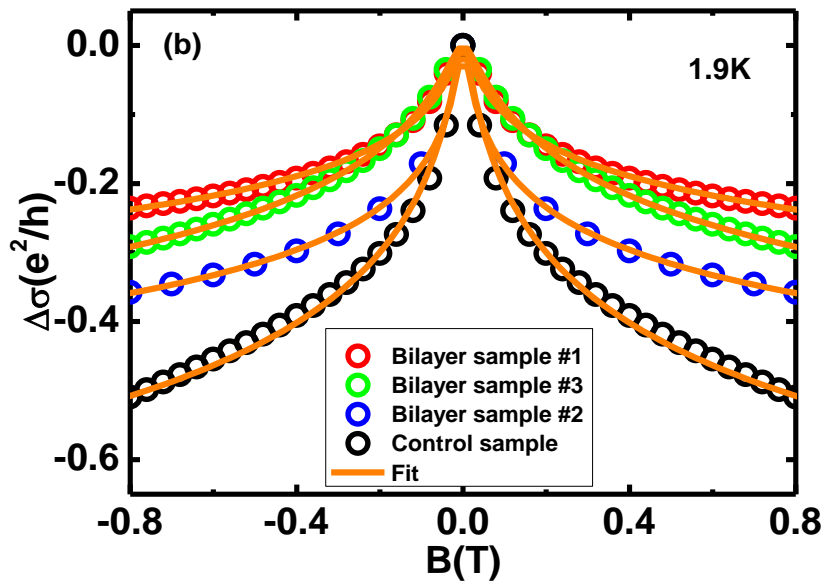 (b)
1.9K
0.0
-0.2
-0.4
-0.6
Δσ(e²/h)
Bilayer sample #1
Bilayer sample #3
Bilayer sample #2
Control sample
Fit
-0.8 -0.4 0.0 0.4 0.8
B(T)